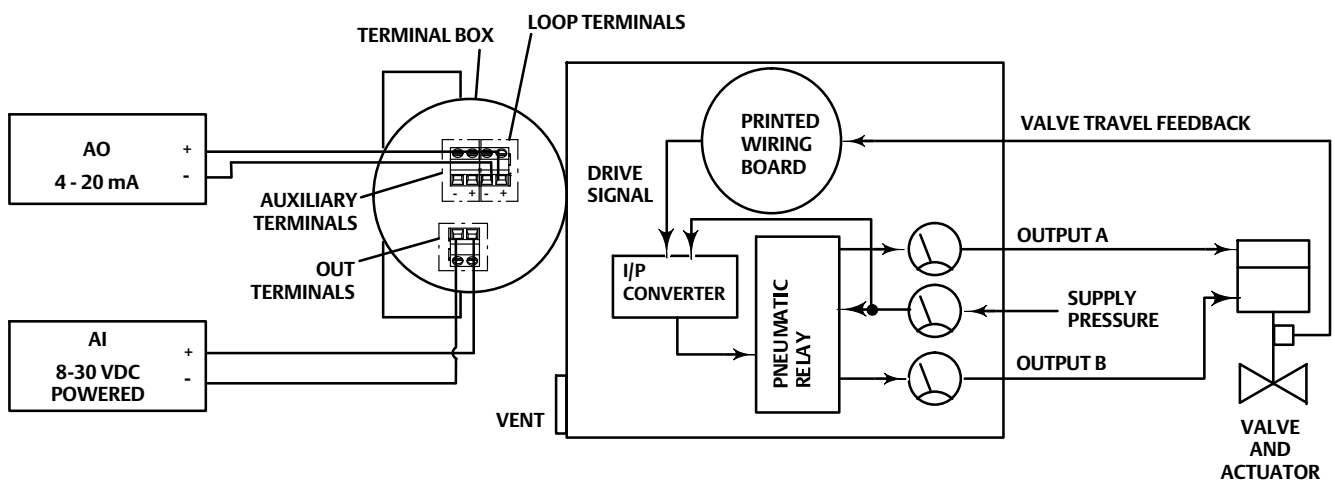 TERMINAL BOX
LOOP TERMINALS
AO
4 - 20 mA
+
-
AUXILIARY
TERMINALS
- + - +
OUT
TERMINALS
AI
8-30 VDC
POWERED
+
-
VENT
PRINTED
WIRING
BOARD
DRIVE
SIGNAL
I/P
CONVERTER
PNEUMATIC
RELAY
VALVE TRAVEL FEEDBACK
OUTPUT A
SUPPLY
PRESSURE
OUTPUT B
VALVE
AND
ACTUATOR